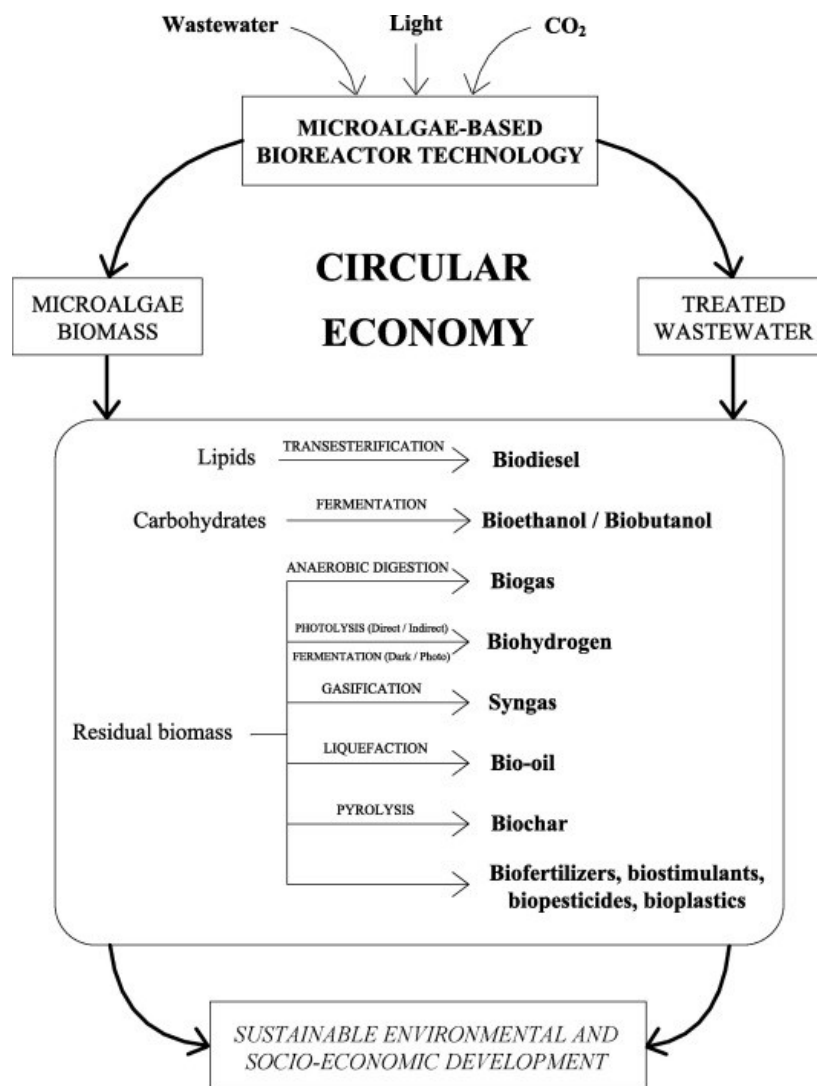 Wastewater
Light
CO₂
MICROALGAE-BASED
BIOREACTOR TECHNOLOGY
CIRCULAR
ECONOMY
MICROALGAE
BIOMASS
TREATED
WASTEWATER
Lipids
TRANSESTERIFICATION
Biodiesel
Carbohydrates
FERMENTATION
Bioethanol / Biobutanol
ANAEROBIC DIGESTION
Biogas
PHOTOLYSIS (Direct / Indirect)
FERMENTATION (Dark / Photo)
Biohydrogen
GASIFICATION
Syngas
Residual biomass
LIQUEFACTION
Bio-oil
PYROLYSIS
Biochar
Biofertilizers, biostimulants,
biopesticides, bioplastics
SUSTAINABLE ENVIRONMENTAL AND
SOCIO-ECONOMIC DEVELOPMENT